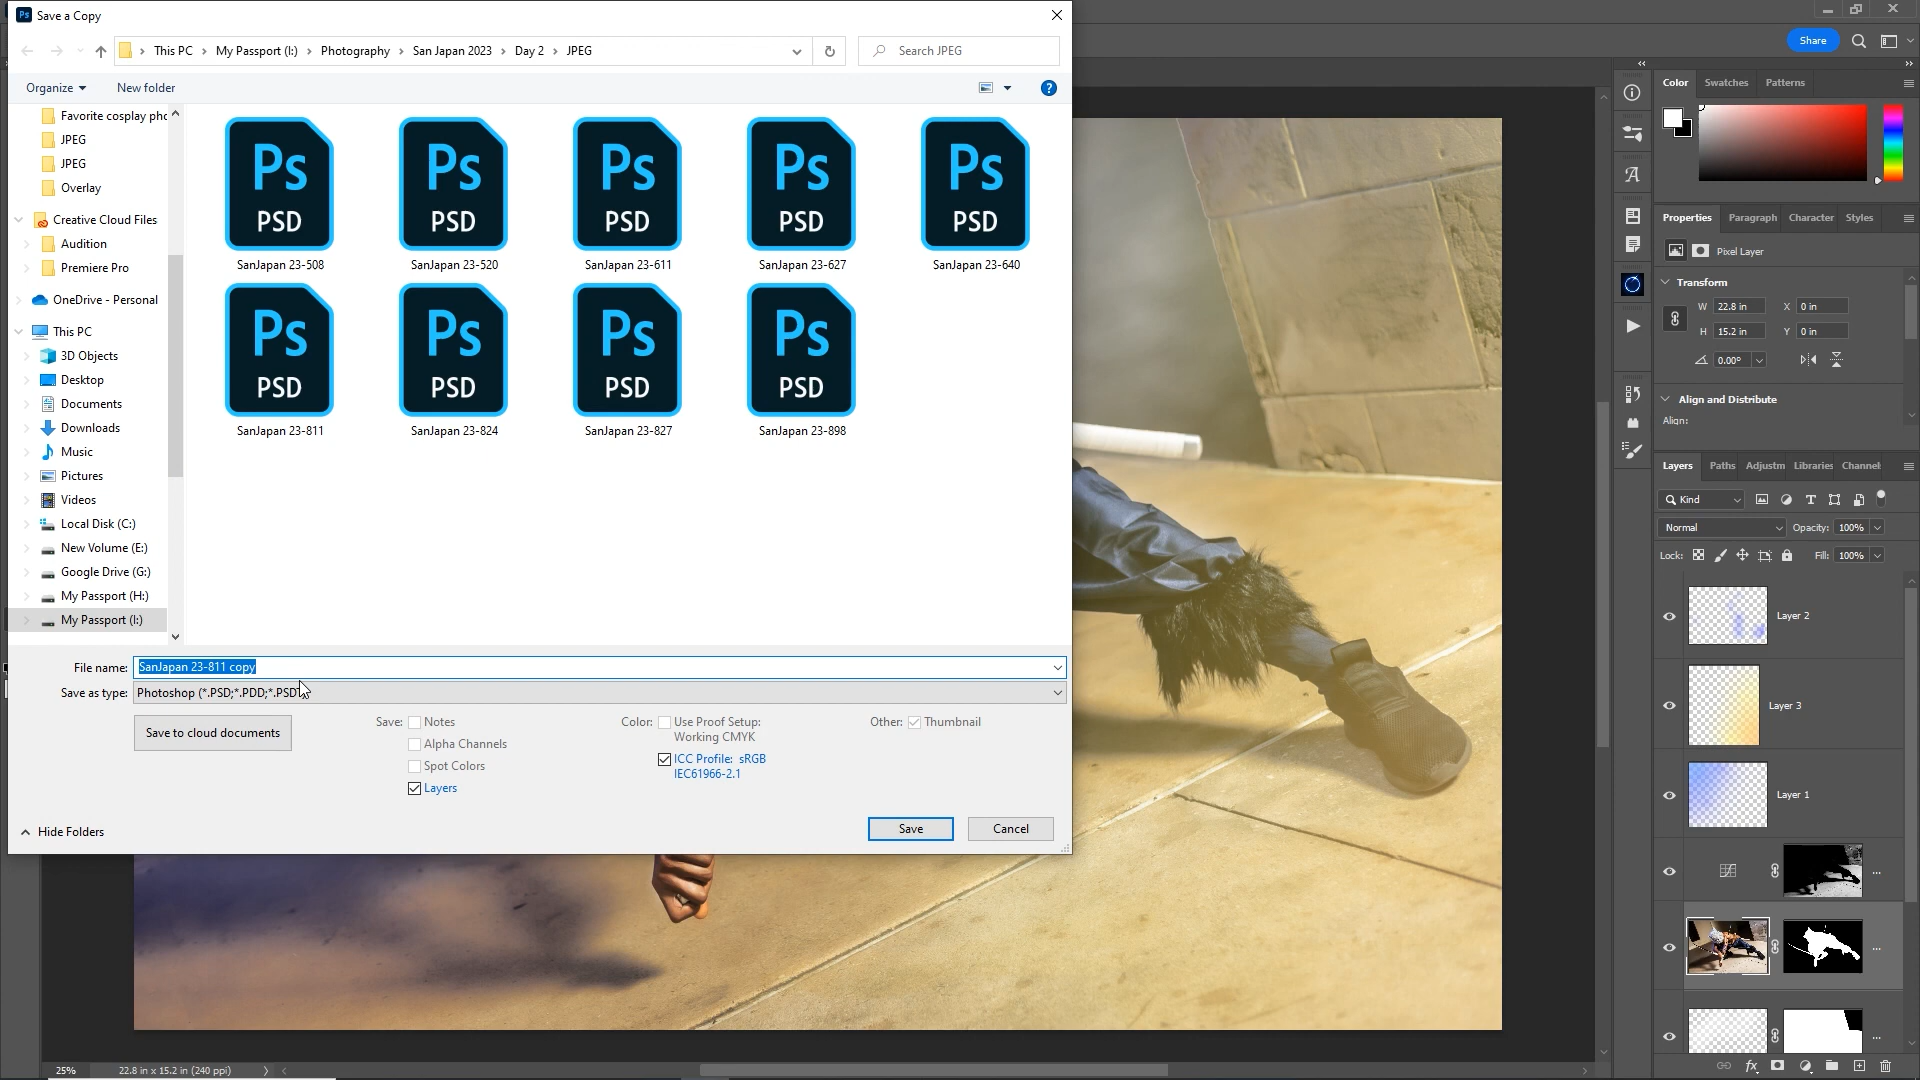 Ps Save a Copy
This PC My Passport (I:) Photography San Japan 2023 Day 2 JPEG
Search JPEG
Share
Organize
New folder
Color Swatches Patterns
Favorite cosplay phc
JPEG
JPEG
Overlay
Creative Cloud Files
Audition
Premiere Pro
OneDrive - Personal
This PC
3D Objects
Desktop
Documents
Downloads
Music
Pictures
Videos
Local Disk (C:)
New Volume (E:)
Google Drive (G:)
My Passport (H:)
My Passport (I:)
Ps Ps Ps Ps Ps
PSD PSD PSD PSD PSD
SanJapan 23-508 SanJapan 23-520 SanJapan 23-611 SanJapan 23-627 SanJapan 23-640
Ps Ps Ps Ps
PSD PSD PSD PSD
SanJapan 23-811 SanJapan 23-824 SanJapan 23-827 SanJapan 23-898
File name: SanJapan 23-811 copy
Save as type: Photoshop (*.PSD;*.PDD;*.PSDT)
Save to cloud documents
Save: Notes
Alpha Channels
Spot Colors
Layers
Color: Use Proof Setup:
Working CMYK
ICC Profile: sRGB
IEC61966-2.1
Other: Thumbnail
Hide Folders
Save
Cancel
Properties Paragraph Character Styles
Pixel Layer
Transform
W 22.8 in X 0 in
H 15.2 in Y 0 in
0.00°
Align and Distribute
Align:
Layers Paths Adjustm Libraries Channel
Kind
Normal Opacity: 100%
Lock: Fill: 100%
Layer 2
Layer 3
Layer 1
fx
25% 22.8 in x 15.2 in (240 ppi)